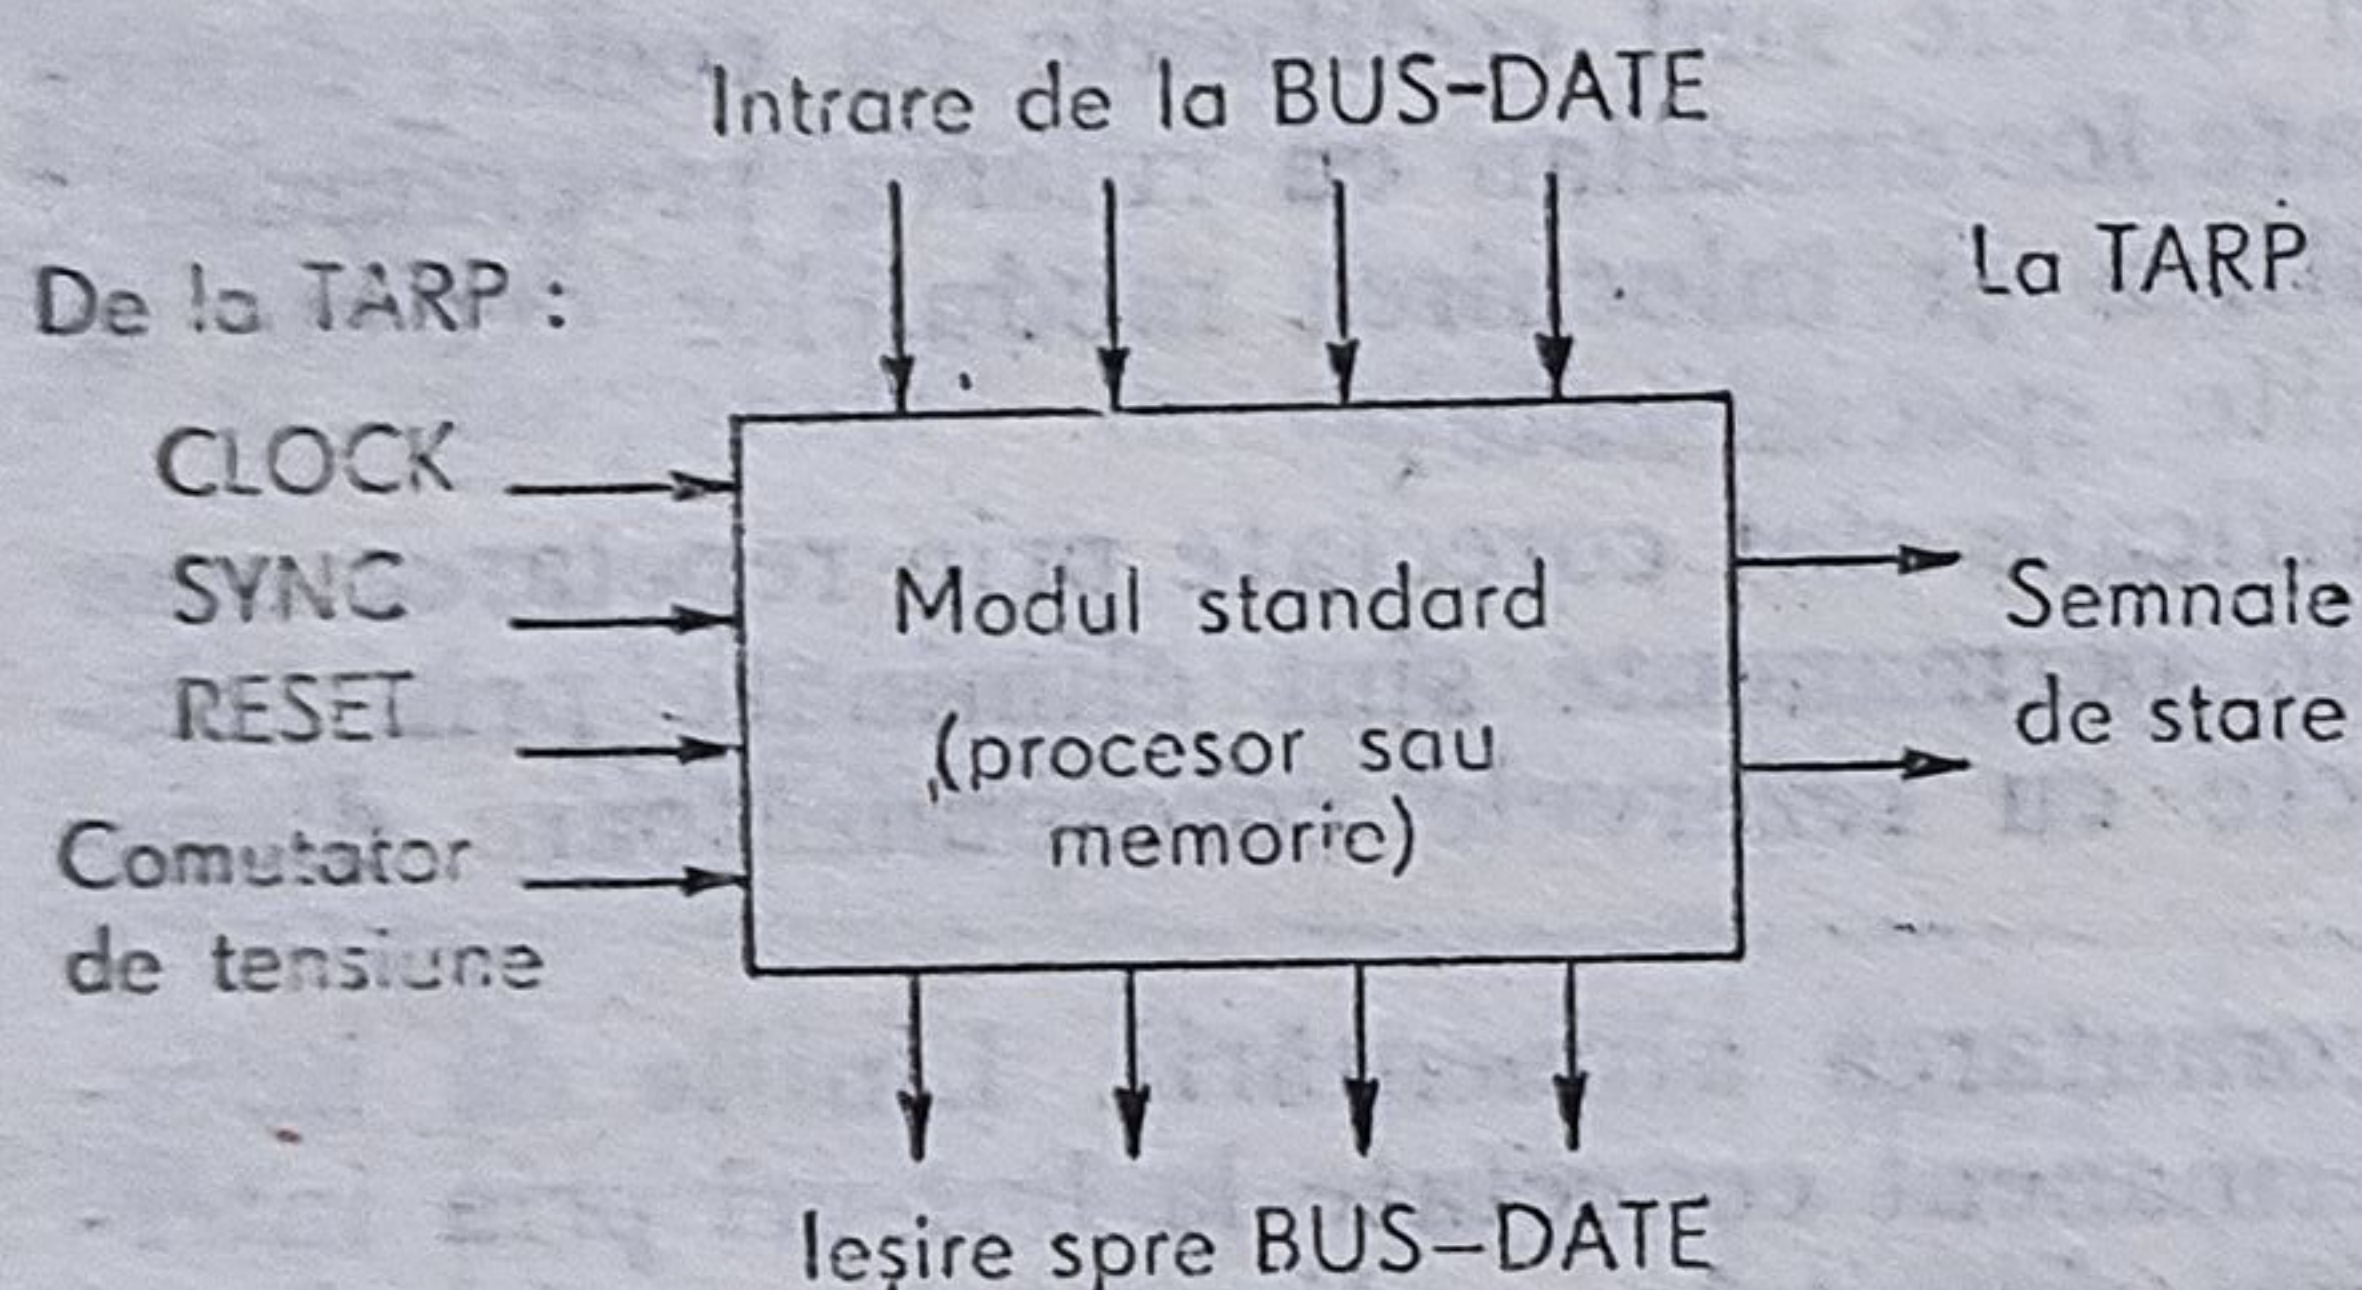 Intrare de la BUS-DATE
De la TARP :
La TARP
CLOCK
SYNC
RESET
Comutator
de tensiune
Modul standard
(procesor sau
memorie)
Semnale
de stare
Ieșire spre BUS-DATE